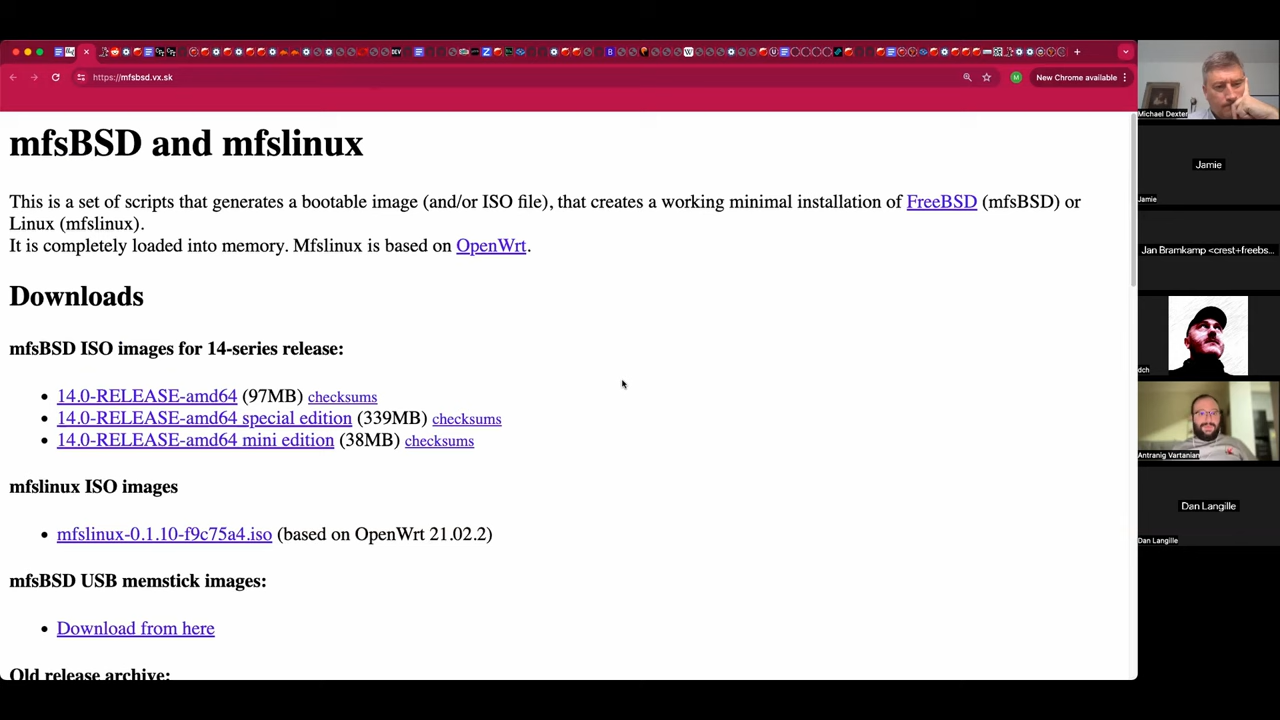 https://mfsbsd.vx.sk
New Chrome available
mfsBSD and mfslinux
This is a set of scripts that generates a bootable image (and/or ISO file), that creates a working minimal installation of FreeBSD (mfsBSD) or
Linux (mfslinux).
It is completely loaded into memory. Mfslinux is based on OpenWrt.
Downloads
mfsBSD ISO images for 14-series release:
14.0-RELEASE-amd64 (97MB) checksums
14.0-RELEASE-amd64 special edition (339MB) checksums
14.0-RELEASE-amd64 mini edition (38MB) checksums
mfslinux ISO images
mfslinux-0.1.10-f9c75a4.iso (based on OpenWrt 21.02.2)
mfsBSD USB memstick images:
Download from here
Old release archive:
Michael Dexter
Jamie
Jamie
Jan Bramkamp <crest+freebs...
dch
Antranig Vartanian
Dan Langille
Dan Langille